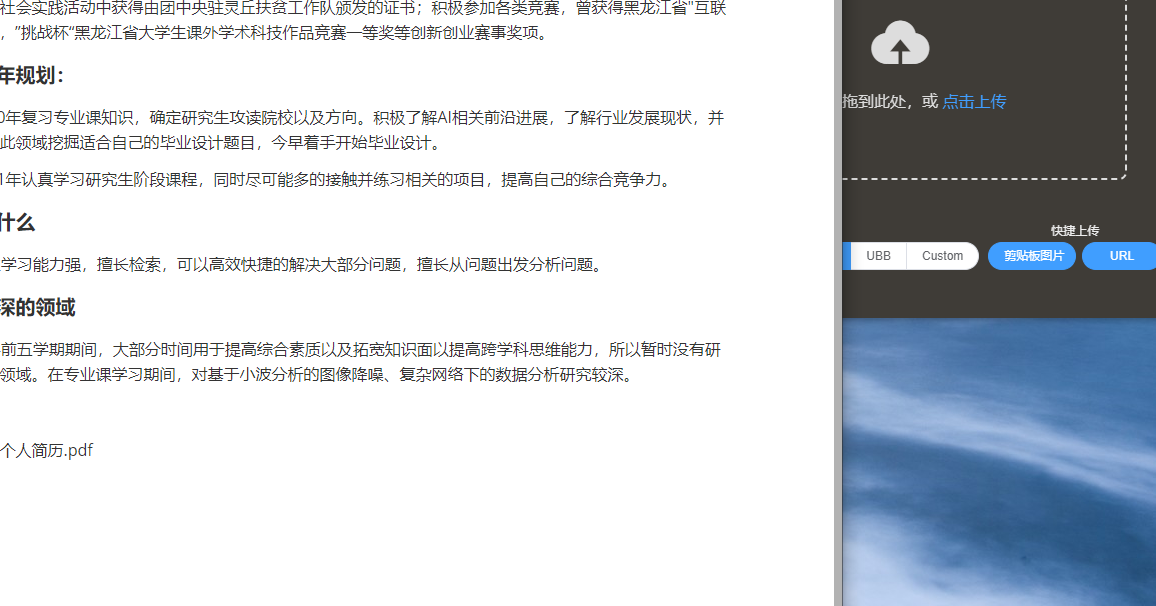 社会实践活动中获得由团中央驻灵丘扶贫工作队颁发的证书；积极参加各类竞赛，曾获得黑龙江省"互联
，"挑战杯"黑龙江省大学生课外学术科技作品竞赛一等奖等创新创业赛事奖项。
年规划：
0年复习专业课知识，确定研究生攻读院校以及方向。积极了解AI相关前沿进展，了解行业发展现状，并
此领域挖掘适合自己的毕业设计题目，今早着手开始毕业设计。
1年认真学习研究生阶段课程，同时尽可能多的接触并练习相关的项目，提高自己的综合竞争力。
什么
学习能力强，擅长检索，可以高效快捷的解决大部分问题，擅长从问题出发分析问题。
深的领域
前五学期期间，大部分时间用于提高综合素质以及拓宽知识面以提高跨学科思维能力，所以暂时没有研
领域。在专业课学习期间，对基于小波分析的图像降噪、复杂网络下的数据分析研究较深。
个人简历.pdf
拖到此处，或 点击上传
快捷上传
UBB Custom 剪贴板图片 URL